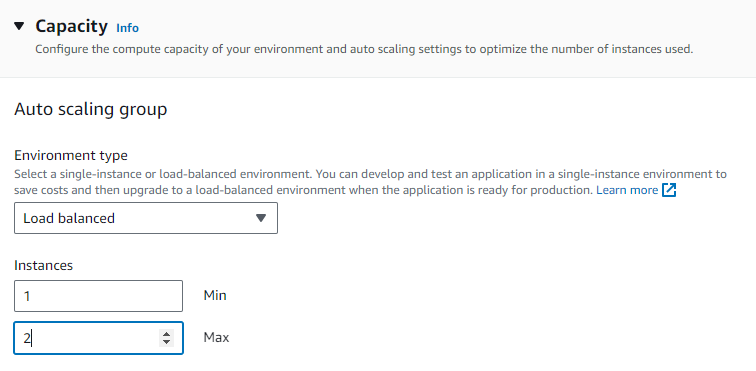 Capacity Info
Configure the compute capacity of your environment and auto scaling settings to optimize the number of instances used.
Auto scaling group
Environment type
Select a single-instance or load-balanced environment. You can develop and test an application in a single-instance environment to
save costs and then upgrade to a load-balanced environment when the application is ready for production. Learn more
Load balanced
Instances
1 Min
2 Max